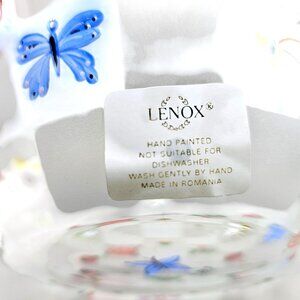 LENOX®
HAND PAINTED
NOT SUITABLE FOR
DISHWASHER
WASH GENTLY BY HAND
MADE IN ROMANIA